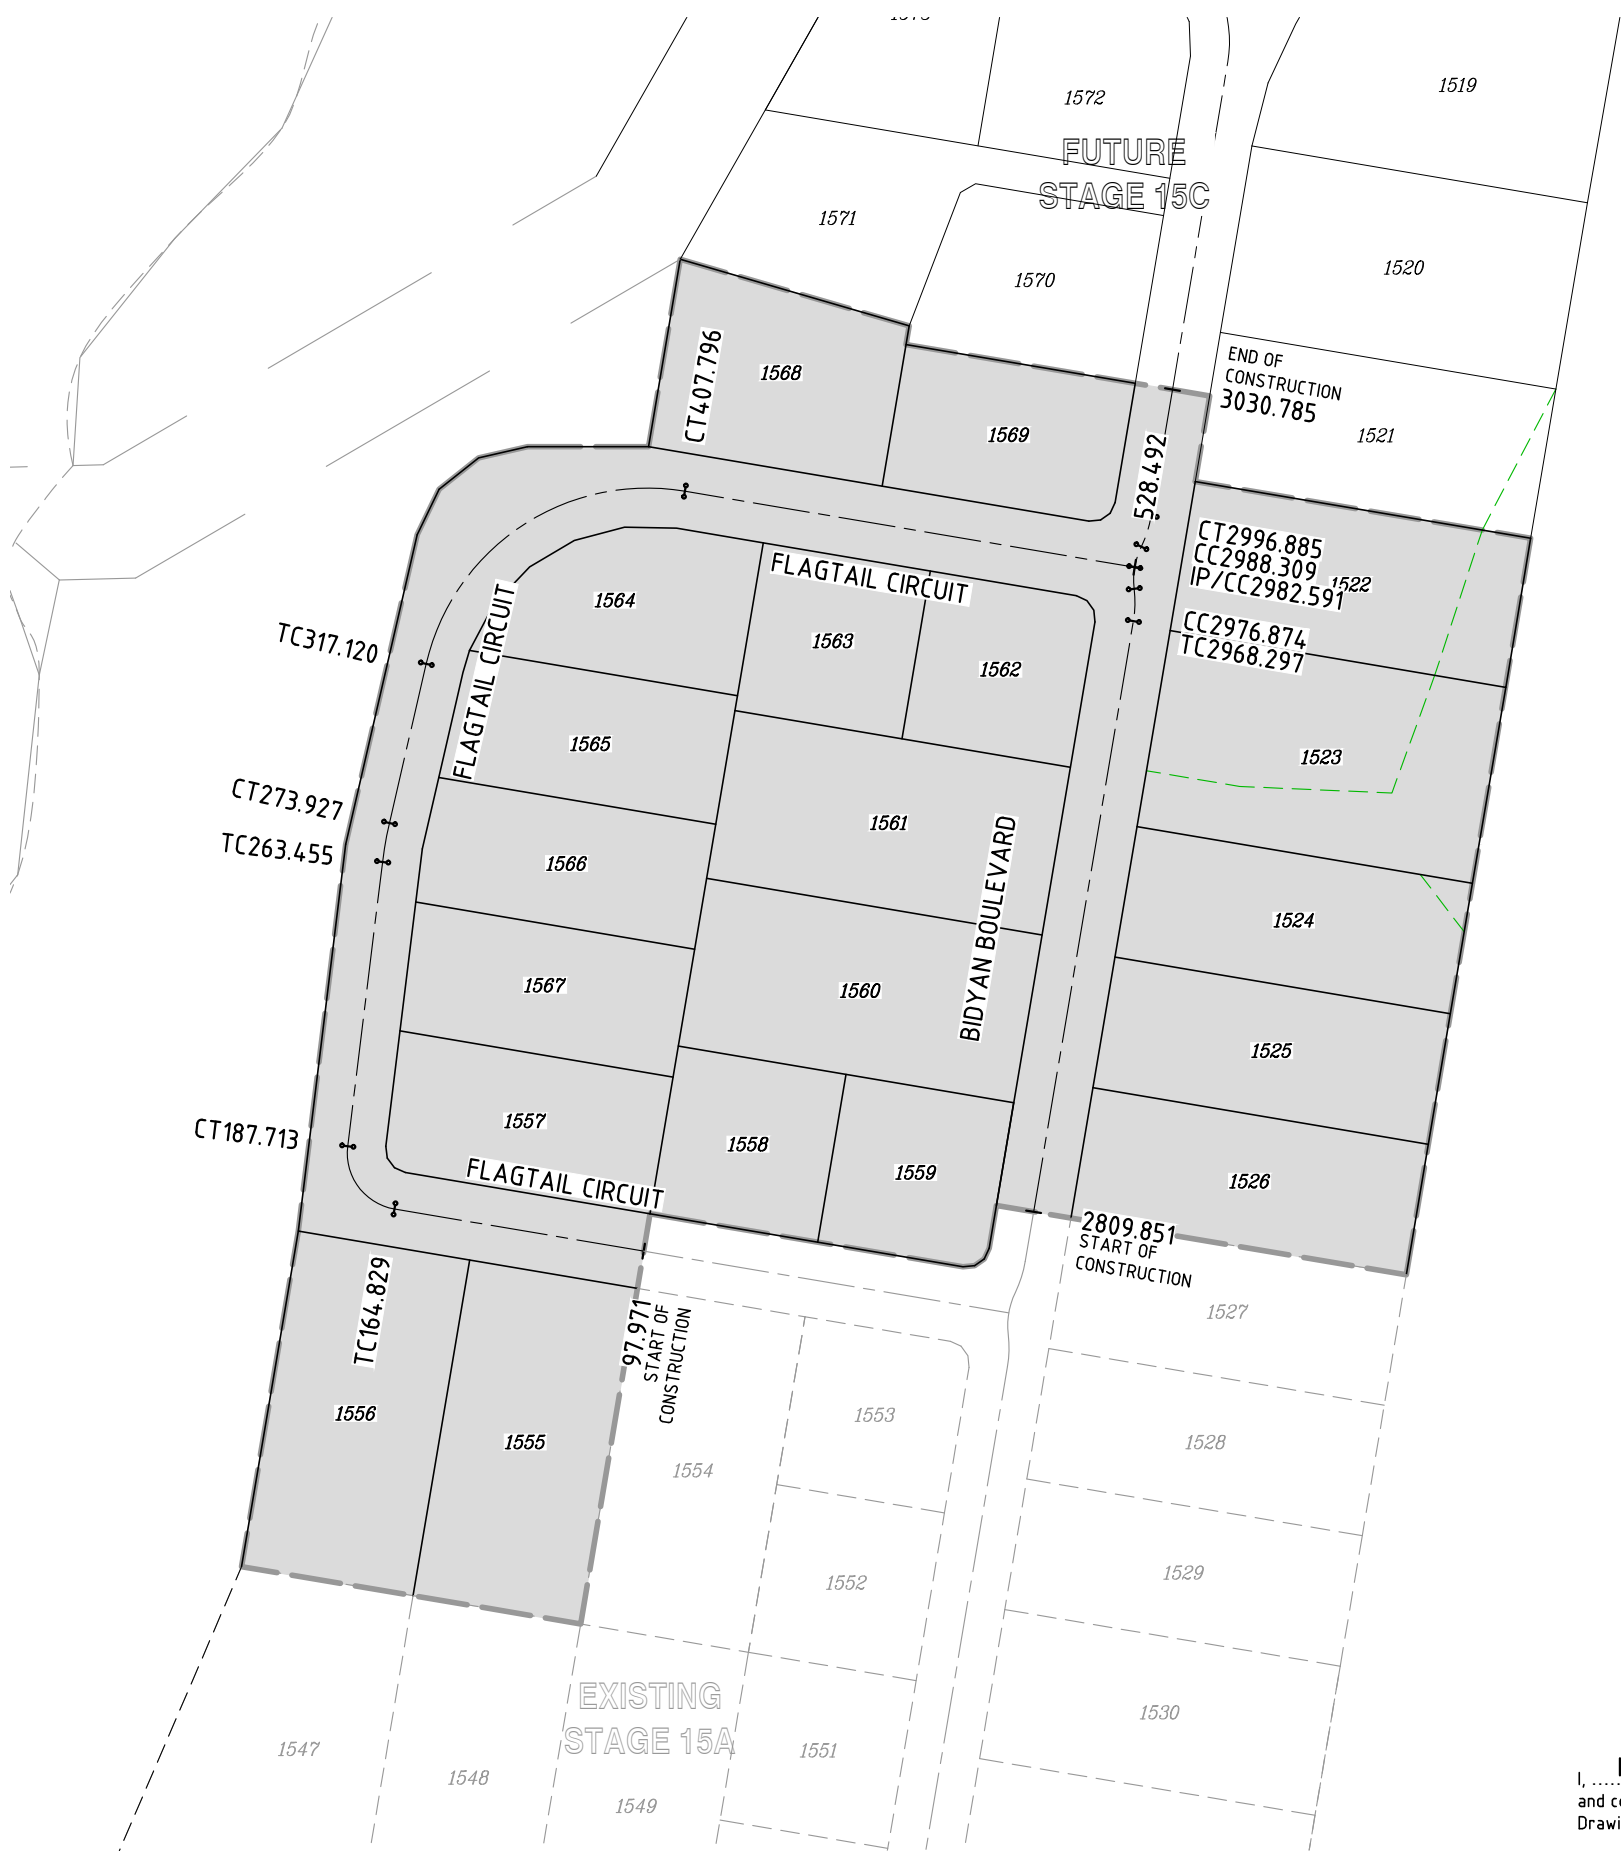 1572
1519
FUTURE
STAGE 15C
1571
1570
1520
END OF
CONSTRUCTION
3030.785
1521
CT407.796
1568
1569
528.492
CT2996.885
CC2988.309
IP/CC2982.591
1522
CC2976.874
TC2968.297
FLAGTAIL CIRCUIT
1564
1563
1562
TC317.120
FLAGTAIL CIRCUIT
1565
1523
CT273.927
TC263.455
1561
1566
BIDYAN BOULEVARD
1524
1567
1560
1525
CT187.713
1557
1558
1559
FLAGTAIL CIRCUIT
1526
2809.851
START OF
CONSTRUCTION
TC164.829
97.971
START OF
CONSTRUCTION
1527
1556
1555
1554
1553
1528
1552
1529
EXISTING
STAGE 15A
1530
1547
1548
1549
1551
I, .....
and c
Drawi